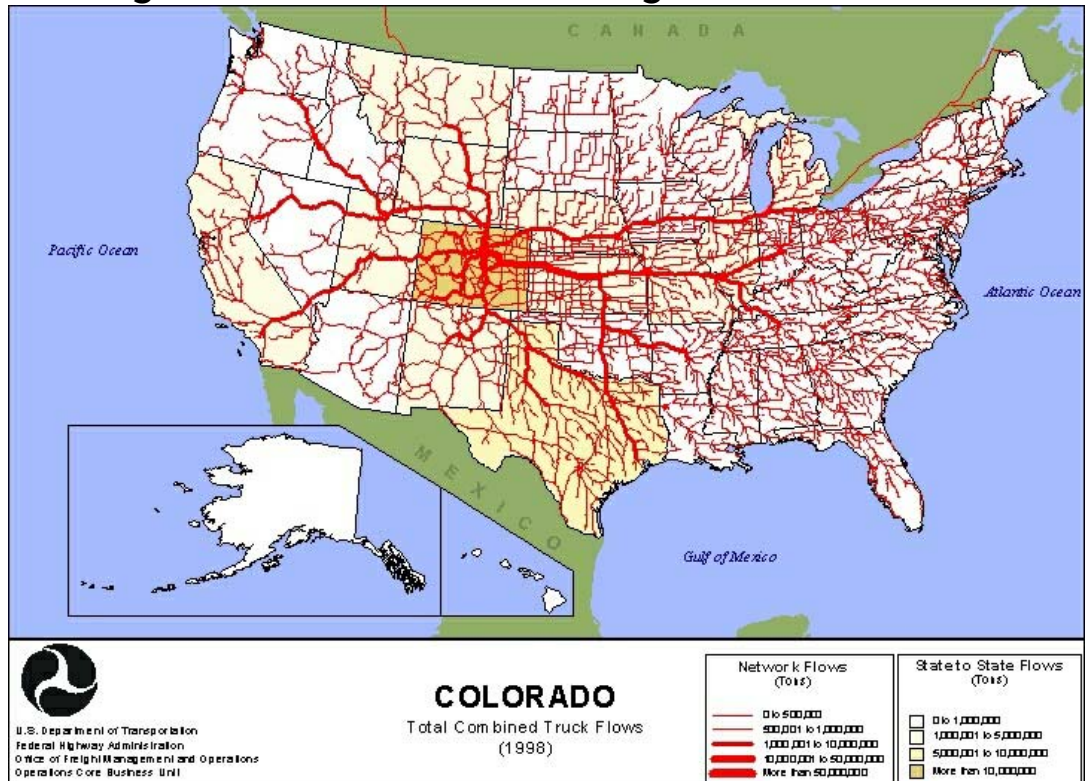 C A N A D A
Pacific Ocean
Atlantic Ocean
M E X I C O
Gulf of Mexico
U.S. Department of Transportation
Federal Highway Administration
Office of Freight Management and Operations
Operations Core Business Unit
COLORADO
Total Combined Truck Flows
(1998)
Network Flows
(Tons)
0 to 500,000
500,001 to 1,000,000
1,000,001 to 10,000,000
10,000,001 to 50,000,000
More than 50,000,000
State to State Flows
(Tons)
0 to 1,000,000
1,000,001 to 5,000,000
5,000,001 to 10,000,000
More than 10,000,000